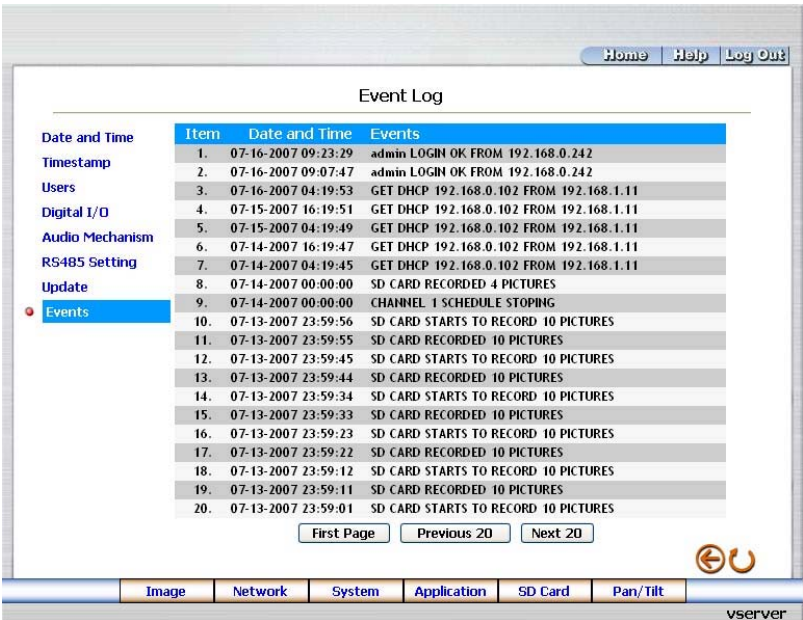 Home Help Log Out
Event Log
Date and Time
Timestamp
Users
Digital I/O
Audio Mechanism
RS485 Setting
Update
Events
Item Date and Time Events
1. 07-16-2007 09:23:29 admin LOGIN OK FROM 192.168.0.242
2. 07-16-2007 09:07:47 admin LOGIN OK FROM 192.168.0.242
3. 07-16-2007 04:19:53 GET DHCP 192.168.0.102 FROM 192.168.1.11
4. 07-15-2007 16:19:51 GET DHCP 192.168.0.102 FROM 192.168.1.11
5. 07-15-2007 04:19:49 GET DHCP 192.168.0.102 FROM 192.168.1.11
6. 07-14-2007 16:19:47 GET DHCP 192.168.0.102 FROM 192.168.1.11
7. 07-14-2007 04:19:45 GET DHCP 192.168.0.102 FROM 192.168.1.11
8. 07-14-2007 00:00:00 SD CARD RECORDED 4 PICTURES
9. 07-14-2007 00:00:00 CHANNEL 1 SCHEDULE STOPING
10. 07-13-2007 23:59:56 SD CARD STARTS TO RECORD 10 PICTURES
11. 07-13-2007 23:59:55 SD CARD RECORDED 10 PICTURES
12. 07-13-2007 23:59:45 SD CARD STARTS TO RECORD 10 PICTURES
13. 07-13-2007 23:59:44 SD CARD RECORDED 10 PICTURES
14. 07-13-2007 23:59:34 SD CARD STARTS TO RECORD 10 PICTURES
15. 07-13-2007 23:59:33 SD CARD RECORDED 10 PICTURES
16. 07-13-2007 23:59:23 SD CARD STARTS TO RECORD 10 PICTURES
17. 07-13-2007 23:59:22 SD CARD RECORDED 10 PICTURES
18. 07-13-2007 23:59:12 SD CARD STARTS TO RECORD 10 PICTURES
19. 07-13-2007 23:59:11 SD CARD RECORDED 10 PICTURES
20. 07-13-2007 23:59:01 SD CARD STARTS TO RECORD 10 PICTURES
First Page Previous 20 Next 20
Image Network System Application SD Card Pan/Tilt
vserver